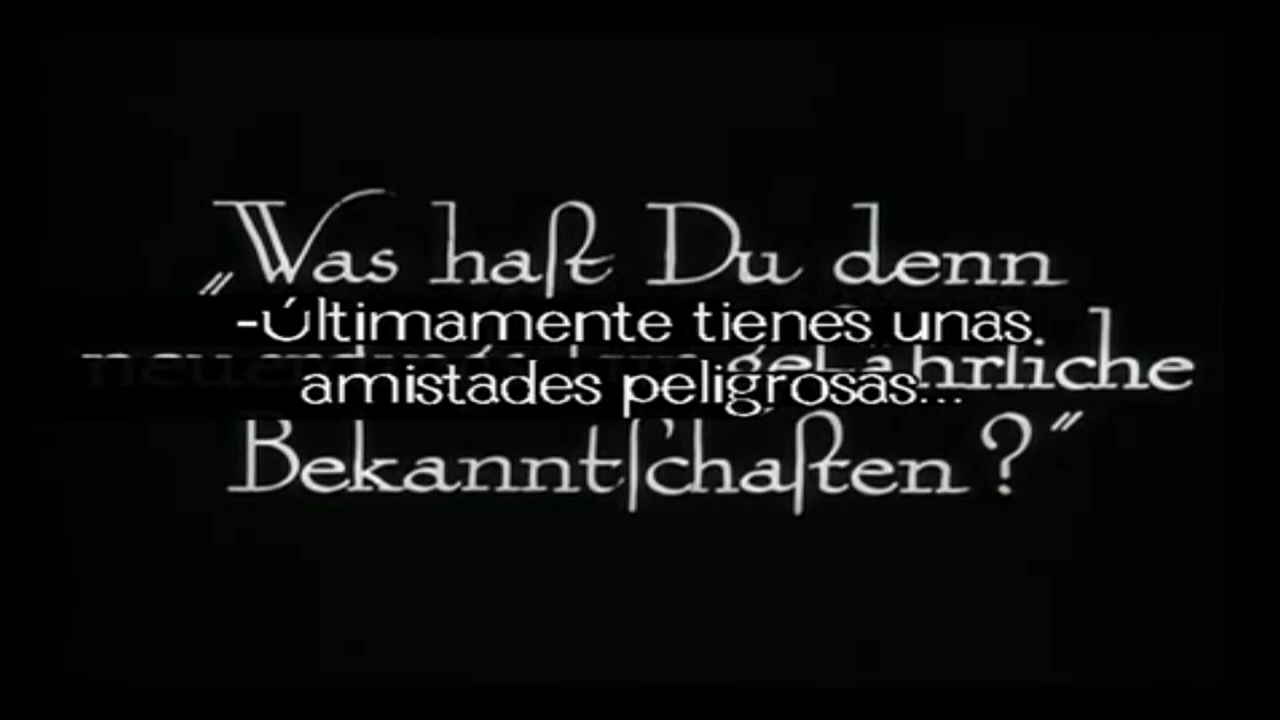 „Was haſt Du denn
-Últimamente tienes unas
gefährliche
amistades peligrosas...
Bekanntſchaften?"